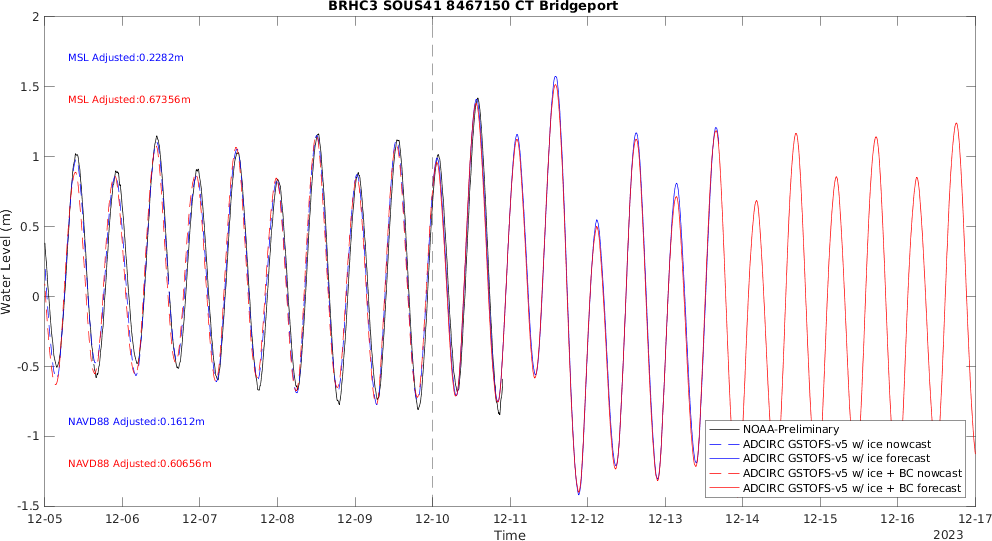 BRHC3 SOUS41 8467150 CT Bridgeport
2
1.5
1
0.5
0
-0.5
-1
-1.5
Water Level (m)
MSL Adjusted:0.2282m
MSL Adjusted:0.67356m
NAVD88 Adjusted:0.1612m
NAVD88 Adjusted:0.60656m
NOAA-Preliminary
ADCIRC GSTOFS-v5 w/ ice nowcast
ADCIRC GSTOFS-v5 w/ ice forecast
ADCIRC GSTOFS-v5 w/ ice + BC nowcast
ADCIRC GSTOFS-v5 w/ ice + BC forecast
12-05 12-06 12-07 12-08 12-09 12-10 12-11 12-12 12-13 12-14 12-15 12-16 12-17
Time
2023